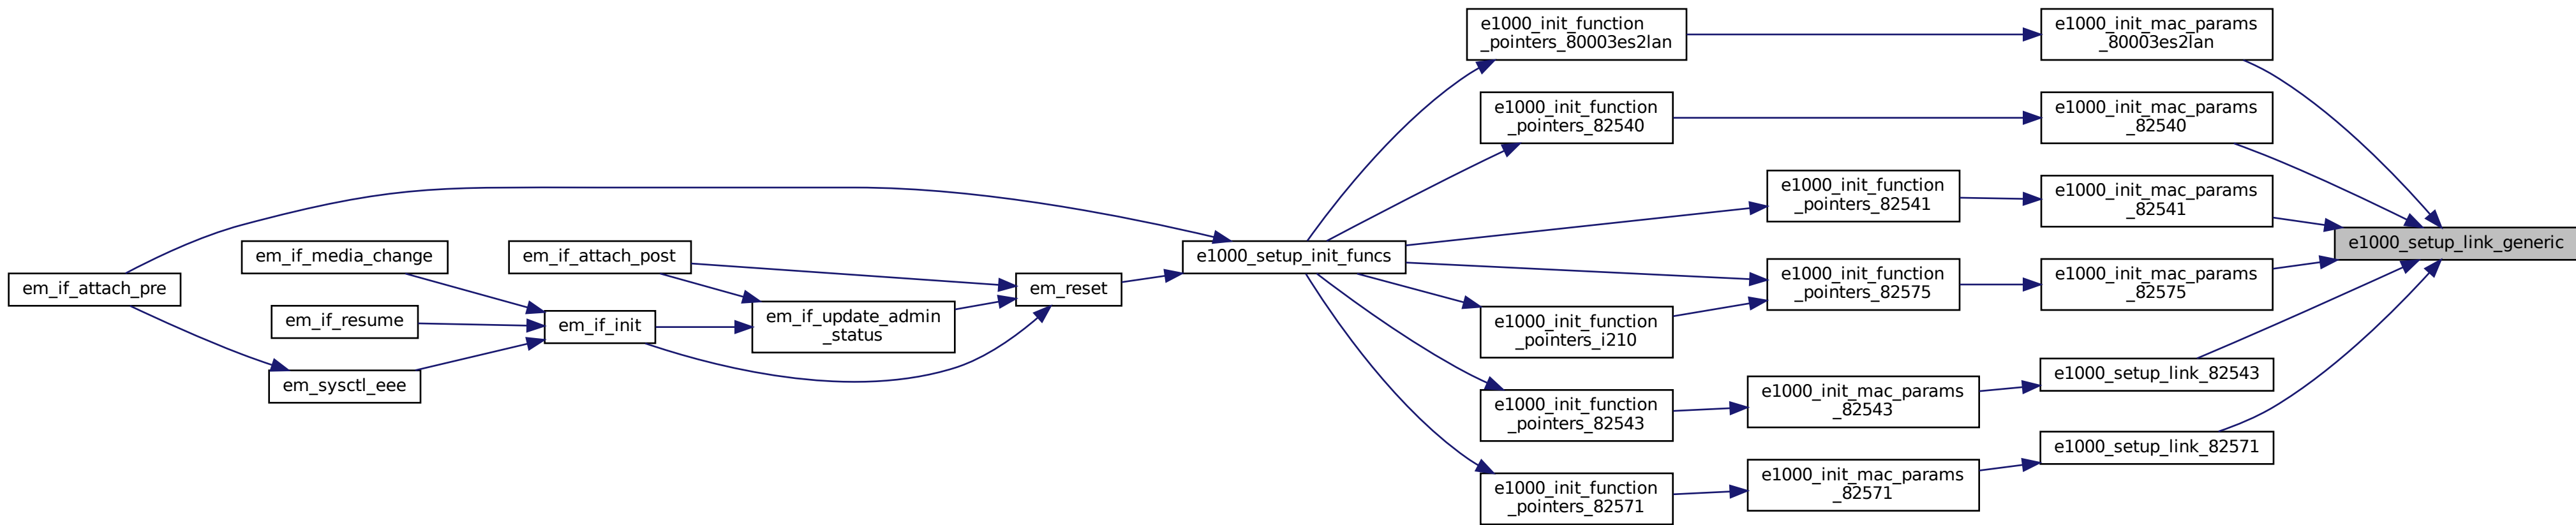 em_if_attach_pre
em_if_media_change
em_if_resume
em_sysctl_eee
em_if_attach_post
em_if_init
em_if_update_admin
_status
em_reset
e1000_setup_init_funcs
e1000_init_function
_pointers_80003es2lan
e1000_init_function
_pointers_82540
e1000_init_function
_pointers_82541
e1000_init_function
_pointers_82575
e1000_init_function
_pointers_i210
e1000_init_function
_pointers_82543
e1000_init_function
_pointers_82571
e1000_init_mac_params
_82543
e1000_init_mac_params
_82571
e1000_init_mac_params
_80003es2lan
e1000_init_mac_params
_82540
e1000_init_mac_params
_82541
e1000_init_mac_params
_82575
e1000_setup_link_82543
e1000_setup_link_82571
e1000_setup_link_generic